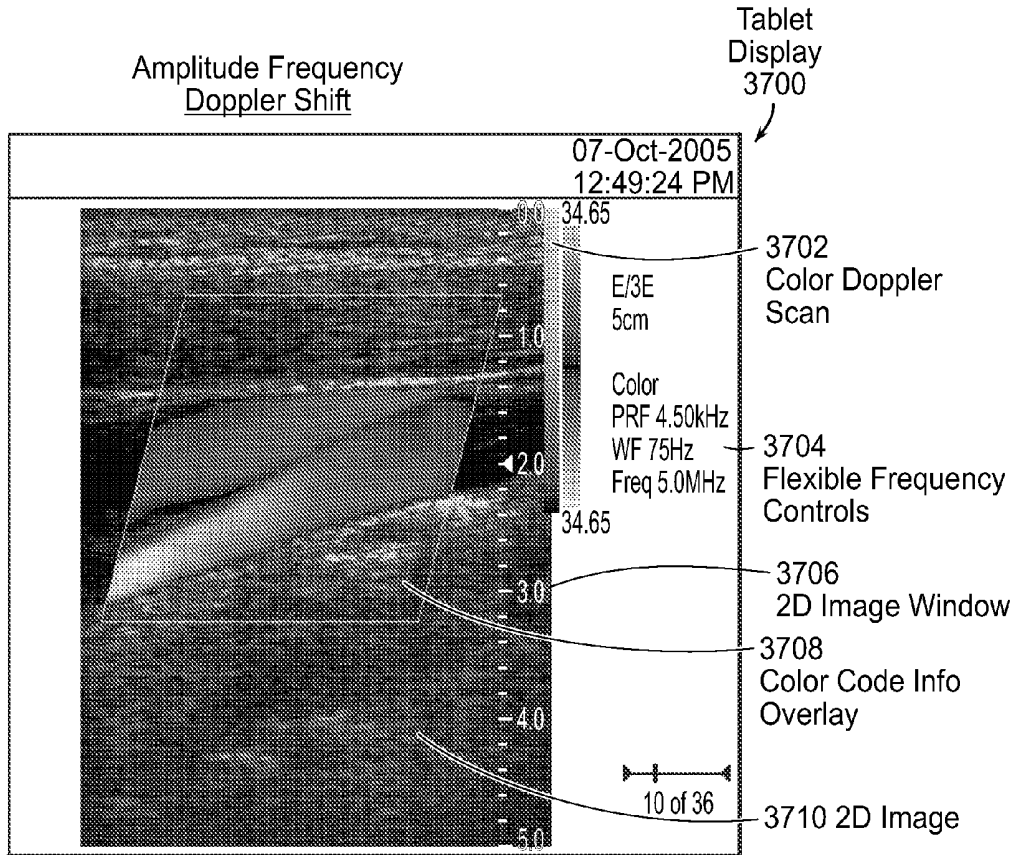 Tablet
Display
3700
Amplitude Frequency
Doppler Shift
07-Oct-2005
12:49:24 PM
0.0
34.65
3702
Color Doppler
Scan
E/3E
5cm
1.0
Color
PRF 4.50kHz
WF 75Hz
Freq 5.0MHz
2.0
3704
Flexible Frequency
Controls
34.65
3.0
3706
2D Image Window
3708
Color Code Info
Overlay
4.0
10 of 36
3710 2D Image
5.0